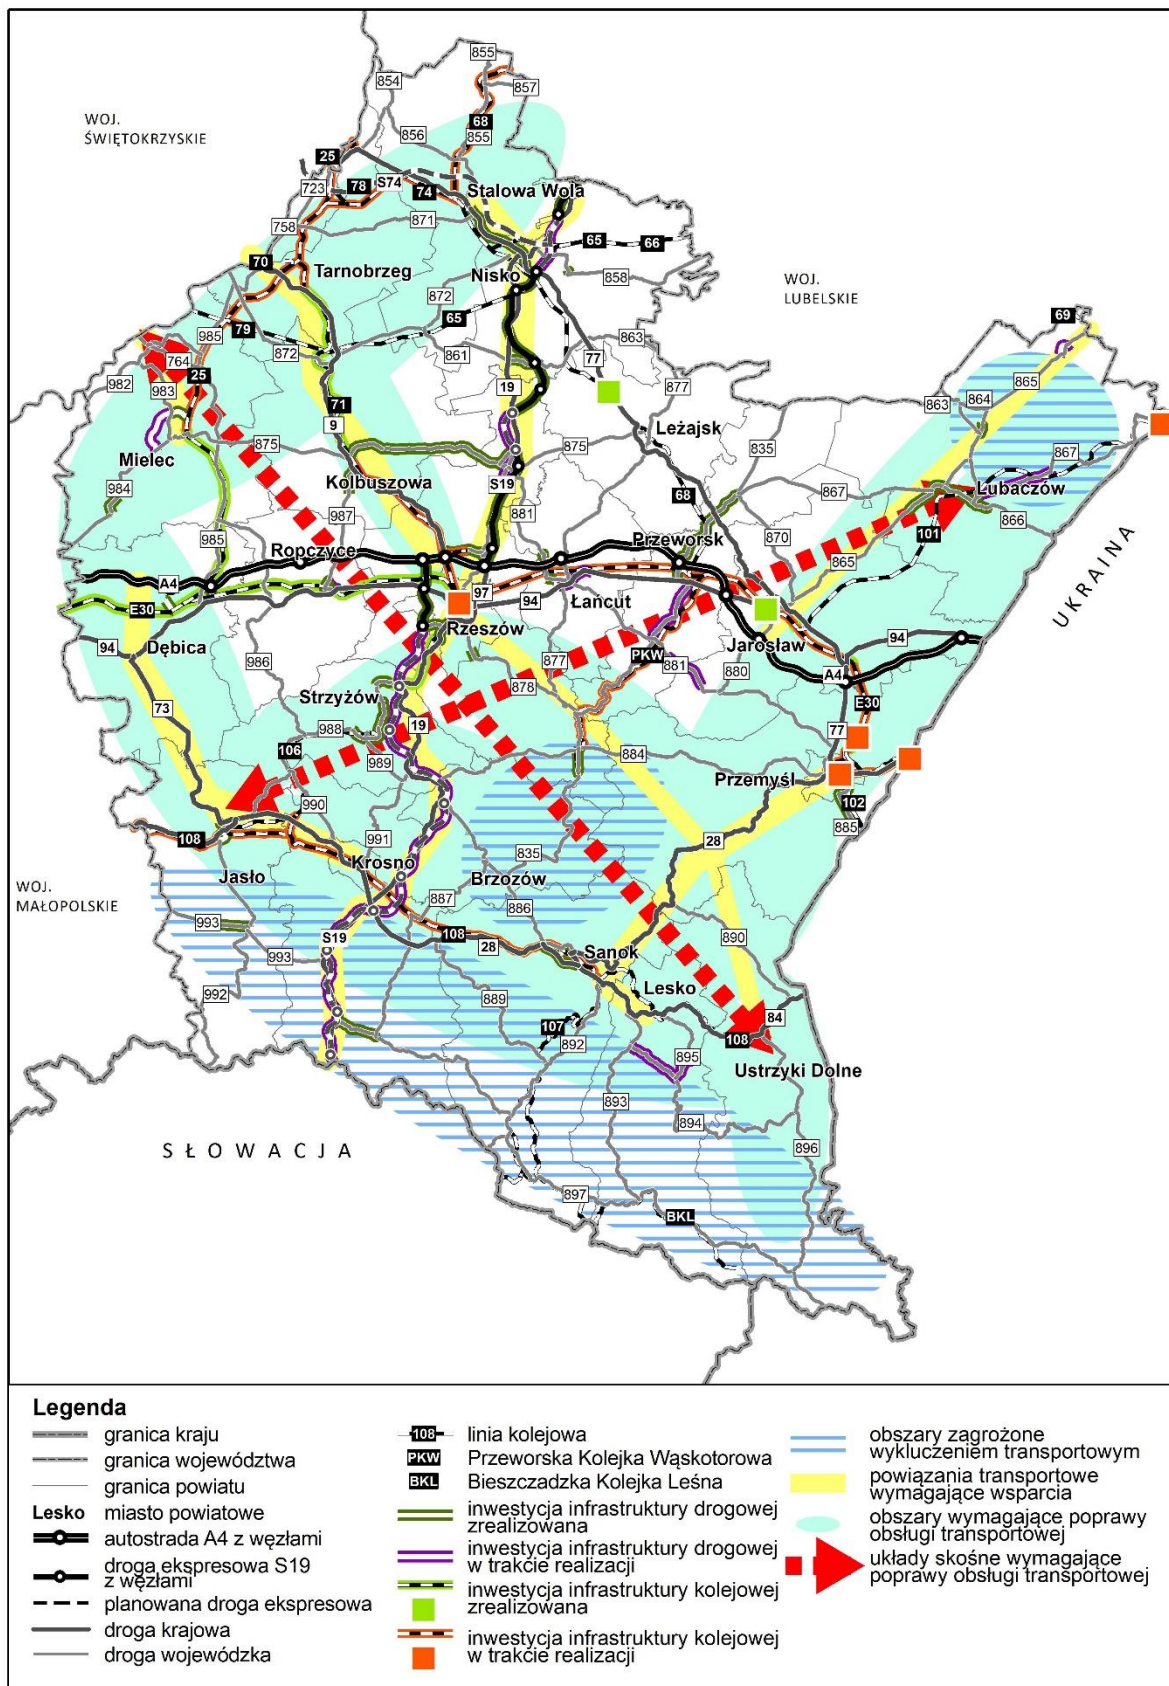 855
854
857
WOJ.
ŚWIĘTOKRZYSKIE
68
856
855
25
723
78
S74
74
Stalowa Wola
758
871
65
66
70
Tarnobrzeg
Nisko
858
WOJ.
LUBELSKIE
872
65
79
985
69
872
861
863
77
764
982
983
25
19
877
865
864
863
71
9
Leżajsk
875
875
835
867
Mielec
Kolbuszowa
S19
68
867
Lubaczów
984
987
881
866
985
Ropczyce
Przeworsk
870
101
865
A4
E30
97
94
Łańcut
UKRAINA
Rzeszów
94
Dębica
986
877
PKW
881
Jarosław
880
94
878
A4
Strzyżów
E30
73
988
19
77
106
989
884
Przemyśl
990
102
885
108
991
28
835
Krosno
Jasło
Brzozów
WOJ.
MAŁOPOLSKIE
887
886
993
S19
108
28
890
993
Sanok
992
Lesko
889
84
107
892
108
895
Ustrzyki Dolne
893
894
SŁOWACJA
896
897
BKL
Legenda
granica kraju
granica województwa
granica powiatu
Lesko miasto powiatowe
autostrada A4 z węzłami
droga ekspresowa S19
z węzłami
planowana droga ekspresowa
droga krajowa
droga wojewódzka
108 linia kolejowa
PKW Przeworska Kolejka Wąskotorowa
BKL Bieszczadzka Kolejka Leśna
inwestycja infrastruktury drogowej
zrealizowana
inwestycja infrastruktury drogowej
w trakcie realizacji
inwestycja infrastruktury kolejowej
zrealizowana
inwestycja infrastruktury kolejowej
w trakcie realizacji
obszary zagrożone
wykluczeniem transportowym
powiązania transportowe
wymagające wsparcia
obszary wymagające poprawy
obsługi transportowej
układy skośne wymagające
poprawy obsługi transportowej